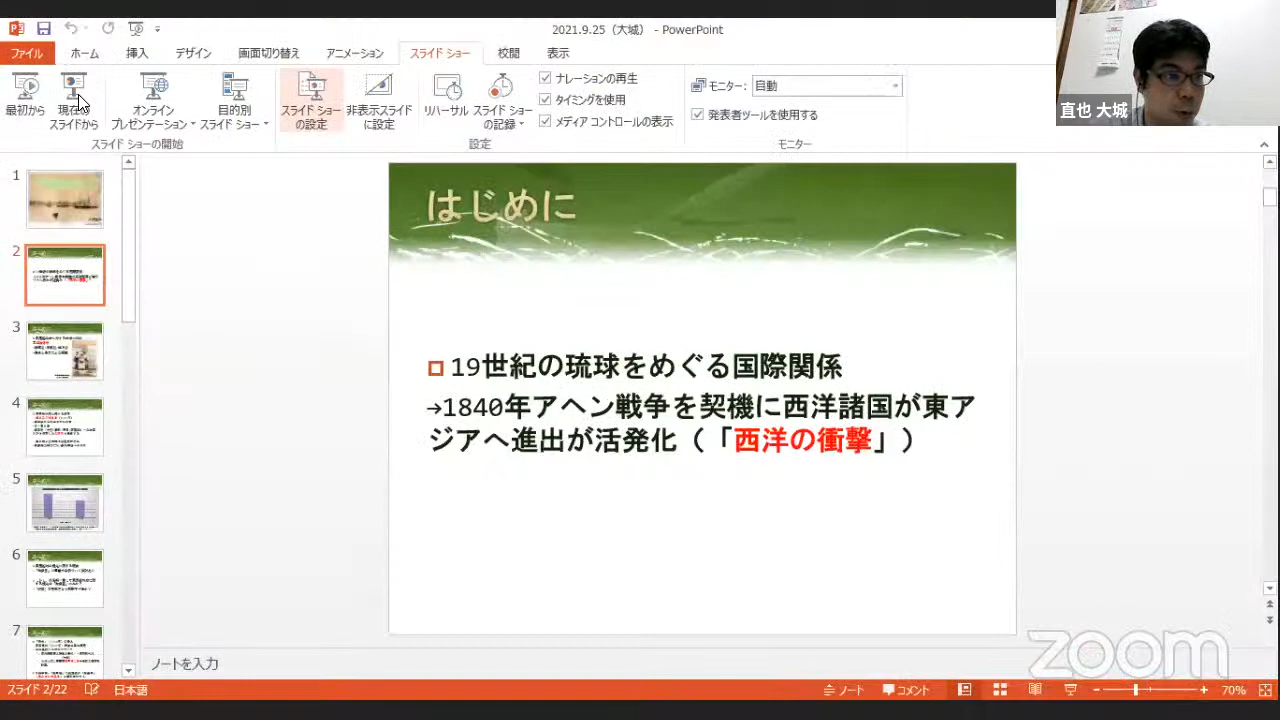 2021.9.25（大城） - PowerPoint
ファイル
ホーム
挿入
デザイン
画面切り替え
アニメーション
スライド ショー
校閲
表示
最初から
現在の
スライドから
オンライン
プレゼンテーション
目的別
スライド ショー
スライド ショー
の設定
非表示スライド
に設定
リハーサル
スライド ショー
の記録
ナレーションの再生
タイミングを使用
メディア コントロールの表示
モニター: 自動
発表者ツールを使用する
スライド ショーの開始
設定
モニター
直也 大城
1
2
3
4
5
6
7
はじめに
19世紀の琉球をめぐる国際関係
→1840年アヘン戦争を契機に西洋諸国が東ア
ジアへ進出が活発化（「西洋の衝撃」）
ノートを入力
zoom
スライド 2/22
日本語
ノート
コメント
70%